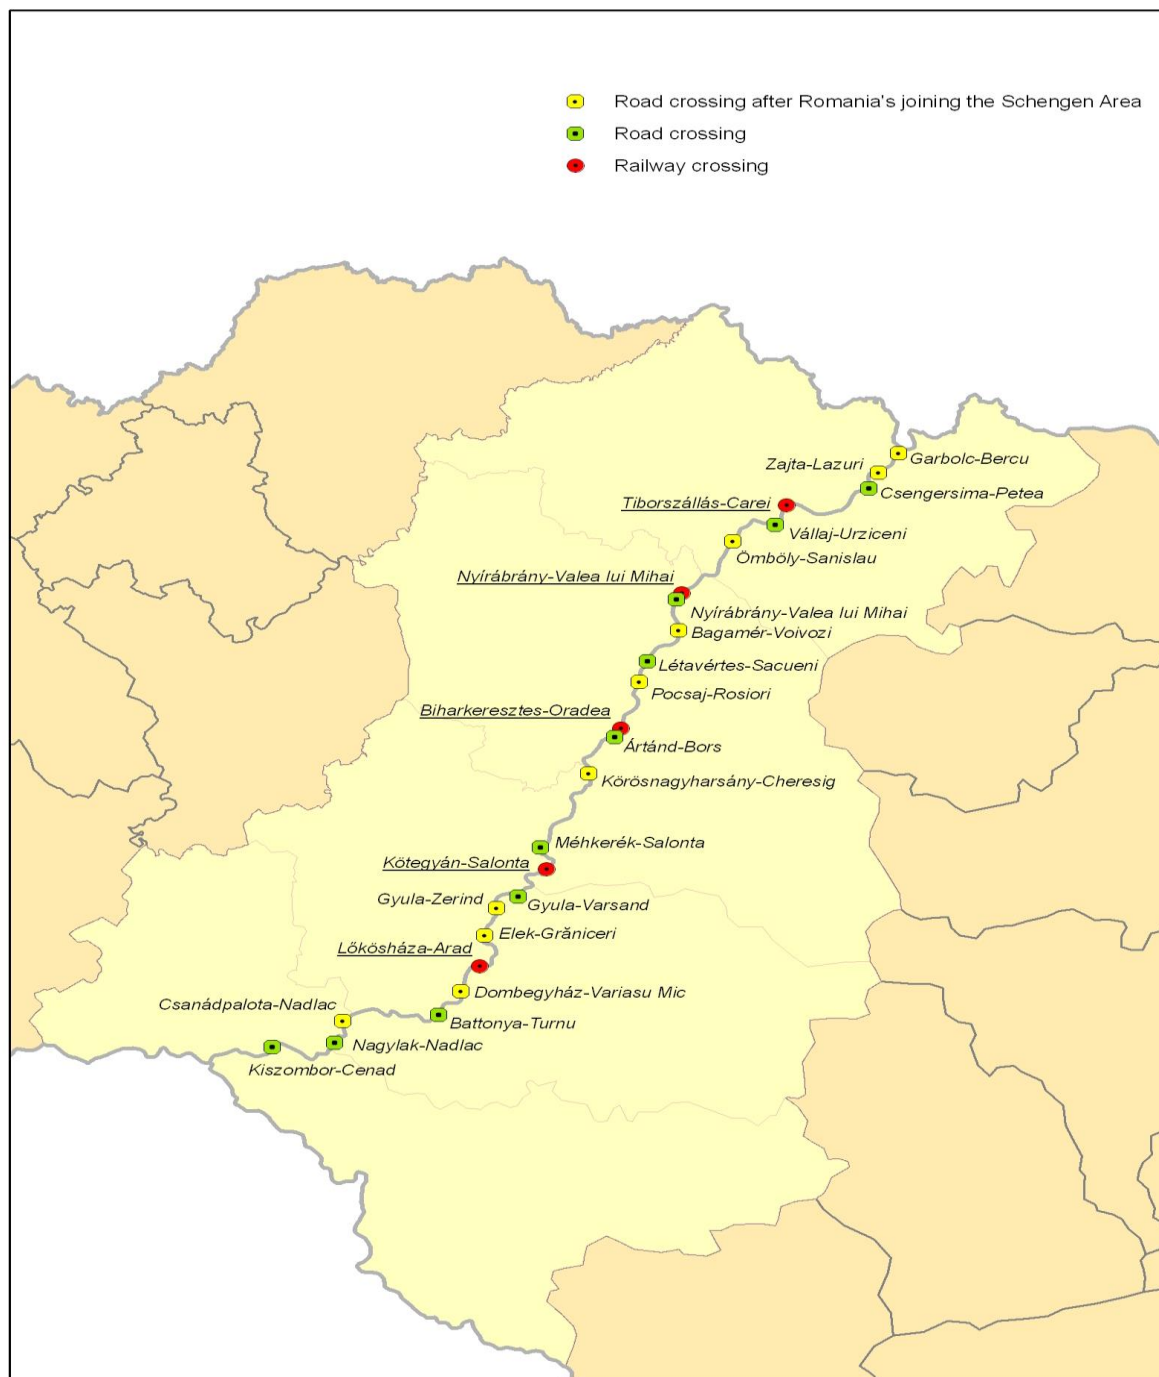 Road crossing after Romania's joining the Schengen Area
Road crossing
Railway crossing
Garbolc-Bercu
Zajta-Lazuri
Csengersima-Petea
Tiborszállás-Carei
Vállaj-Urziceni
Ömböly-Sanislau
Nyírábrány-Valea lui Mihai
Nyírábrány-Valea lui Mihai
Bagamér-Voivozi
Létavértes-Sacueni
Pocsaj-Rosiori
Biharkeresztes-Oradea
Ártánd-Bors
Körösnagyharsány-Cheresig
Méhkerék-Salonta
Kötegyán-Salonta
Gyula-Zerind
Gyula-Varsand
Elek-Grăniceri
Lőkösháza-Arad
Dombegyház-Variasu Mic
Csanádpalota-Nadlac
Battonya-Turnu
Nagylak-Nadlac
Kiszombor-Cenad